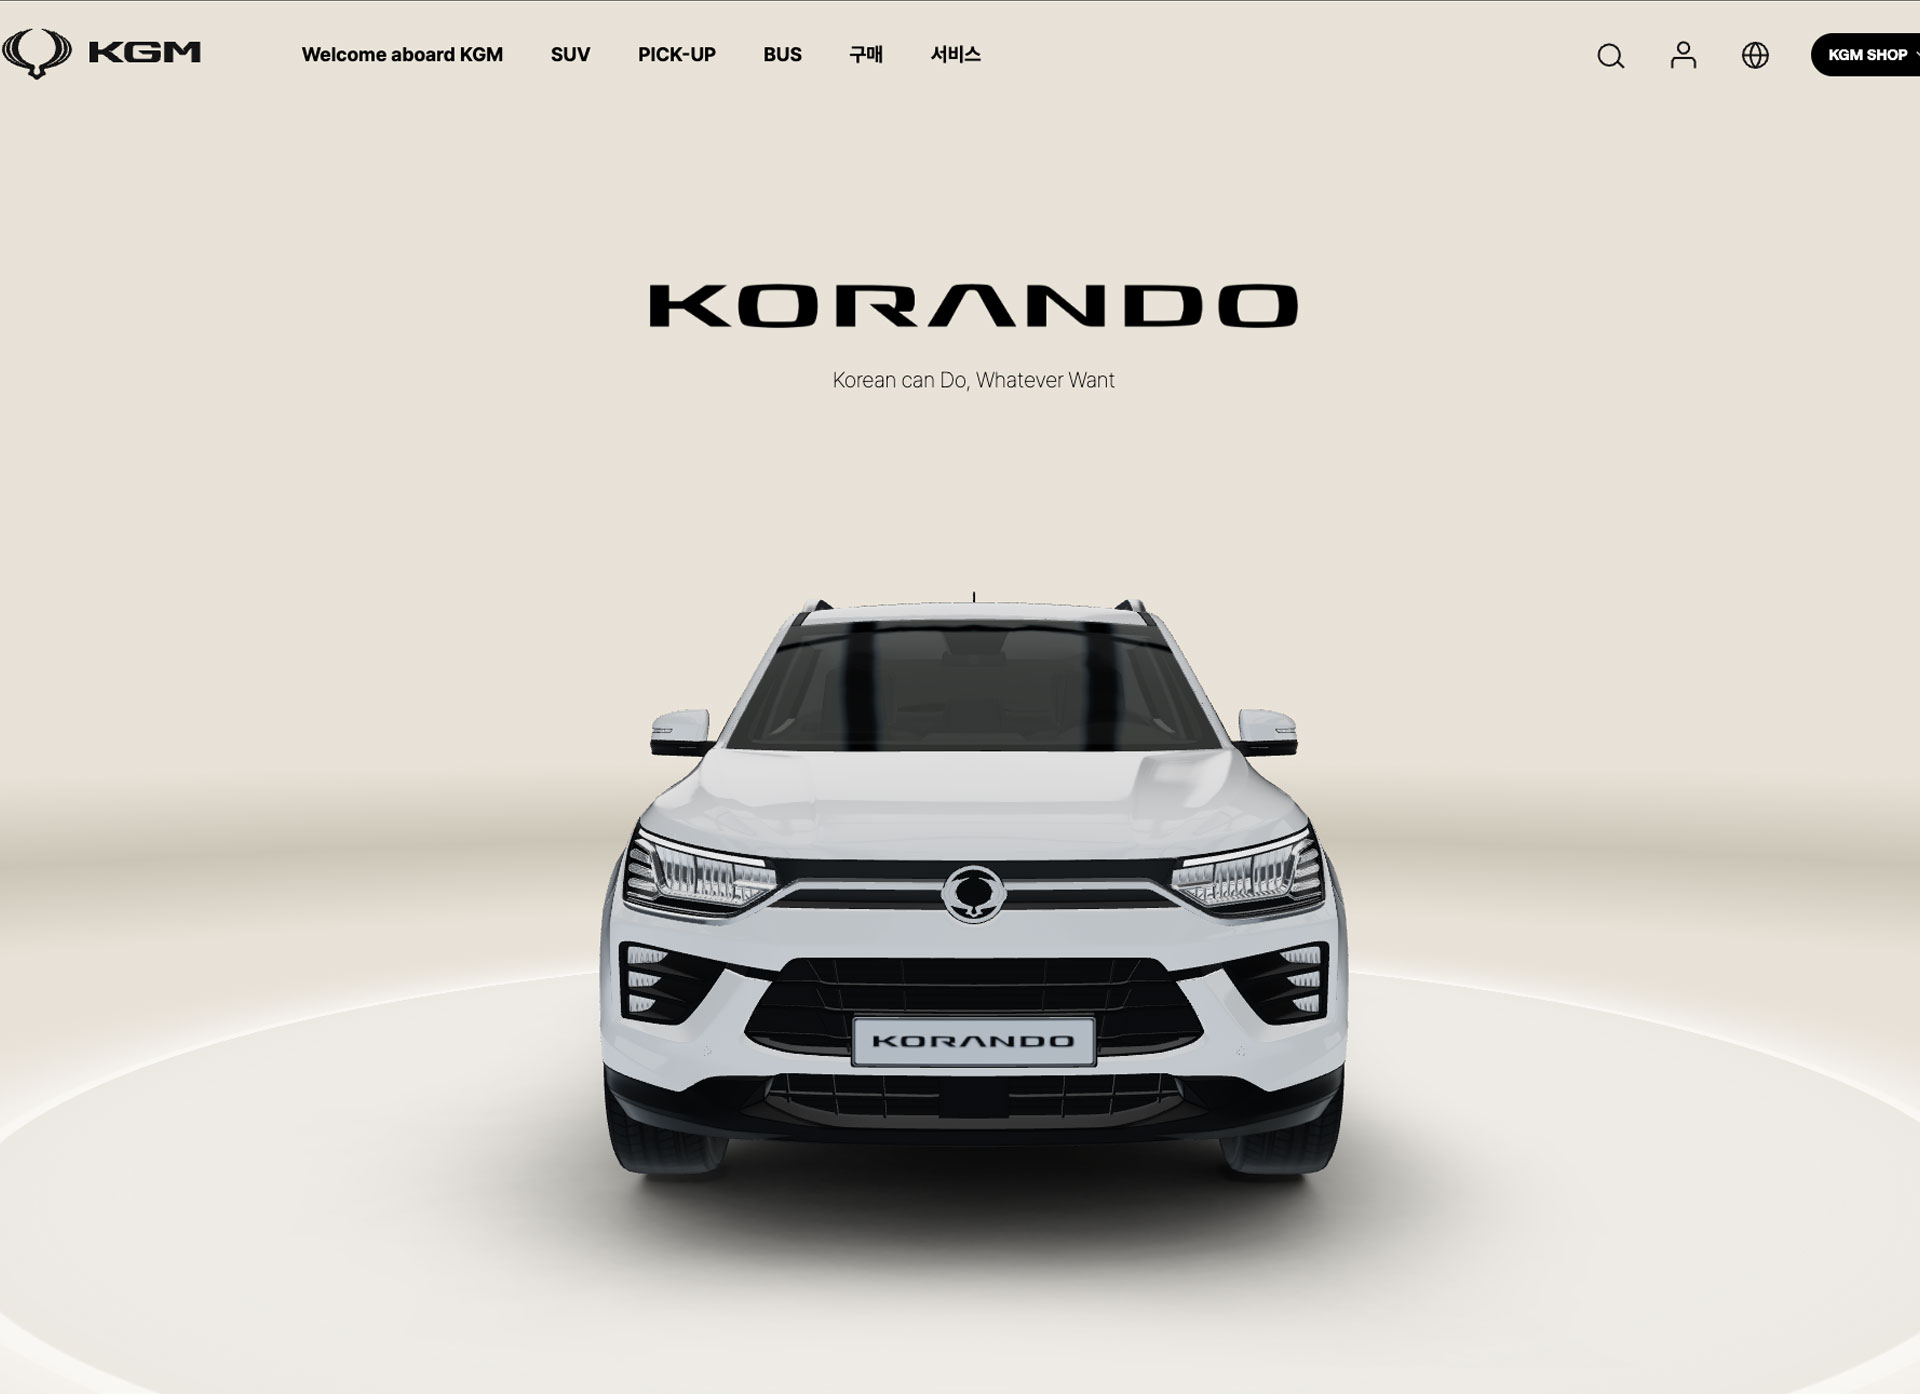 KGM
Welcome aboard KGM SUV PICK-UP BUS 구매 서비스
KGM SHOP
KORANDO
Korean can Do, Whatever Want
KORANDO